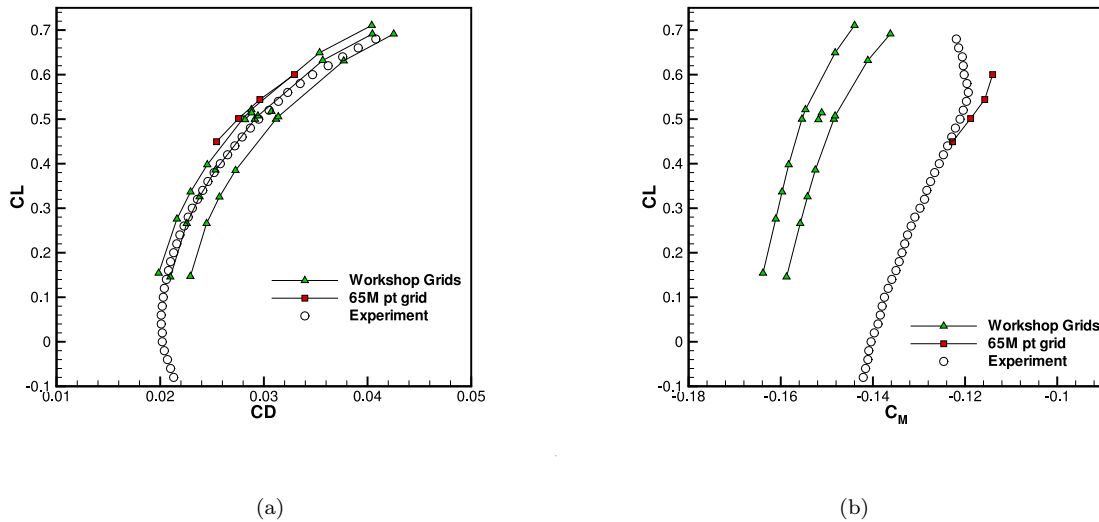 0.7
0.6
0.5
0.4
0.3
0.2
0.1
0
-0.1
CL
0.01
0.02
0.03
0.04
0.05
CD
Workshop Grids
65M pt grid
Experiment
(a)
0.7
0.6
0.5
0.4
0.3
0.2
0.1
0
-0.1
CL
-0.18
-0.16
-0.14
-0.12
-0.1
C_M
Workshop Grids
65M pt grid
Experiment
(b)